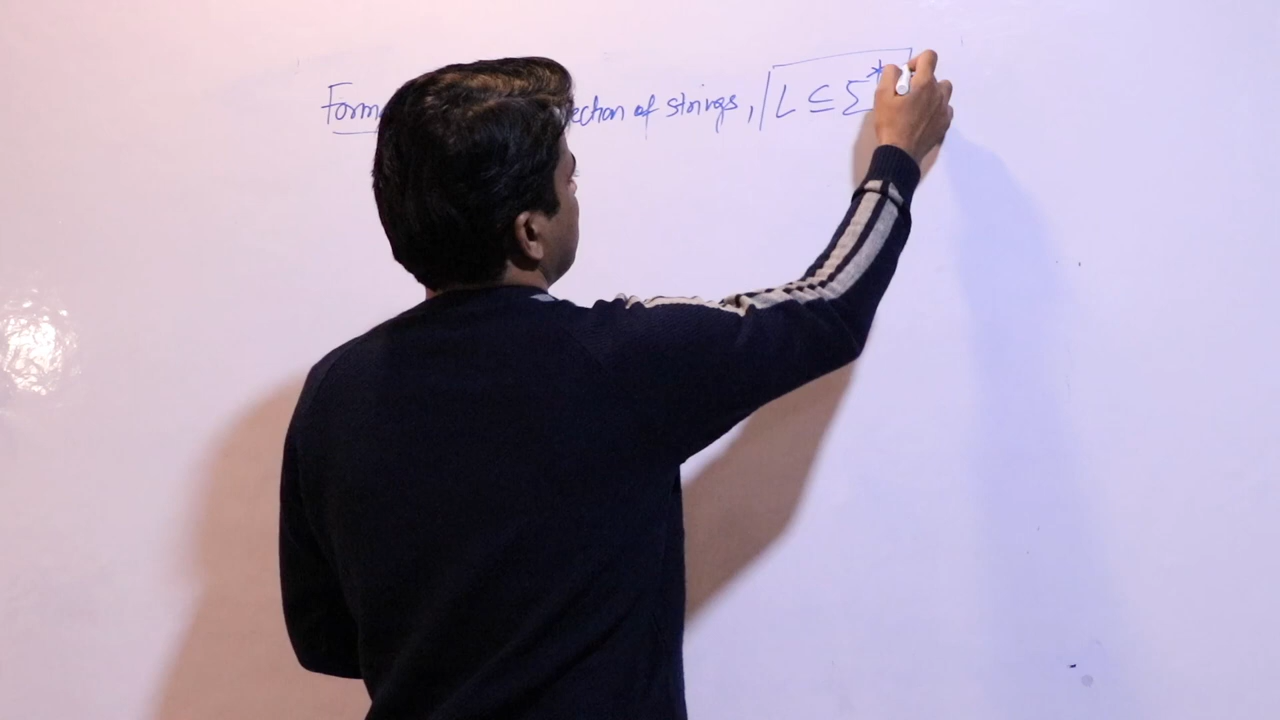 Form ection of strings, L ⊆ Σ*